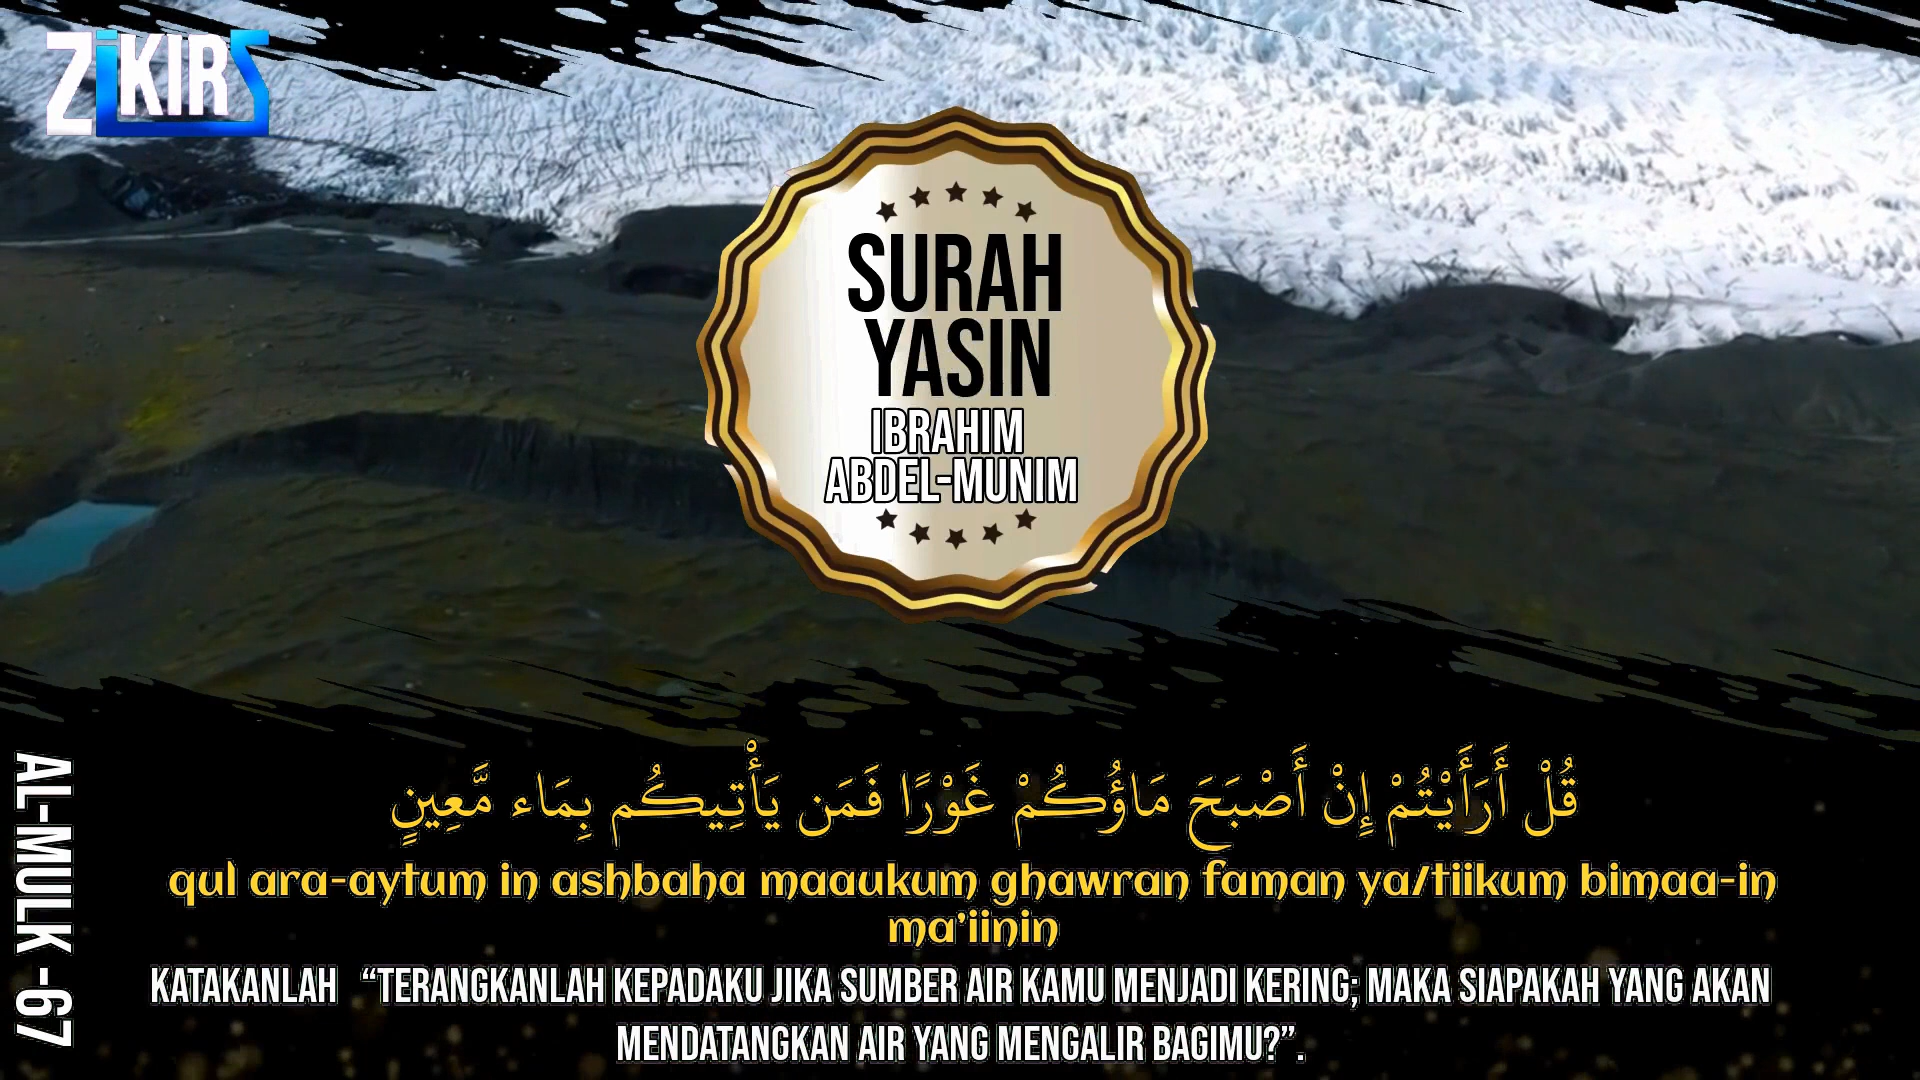 ZiKIRS
SURAH
YASIN
IBRAHIM
ABDEL-MUNIM
قُلْ أَرَأَيْتُمْ إِنْ أَصْبَحَ مَاؤُكُمْ غَوْرًا فَمَن يَأْتِيكُم بِمَاء مَّعِينٍ
qul ara-aytum in ashbaha maaukum ghawran faman ya/tiikum bimaa-in
ma'iinin
KATAKANLAH “TERANGKANLAH KEPADAKU JIKA SUMBER AIR KAMU MENJADI KERING; MAKA SIAPAKAH YANG AKAN
MENDATANGKAN AIR YANG MENGALIR BAGIMU?”.
AL-MULK -67